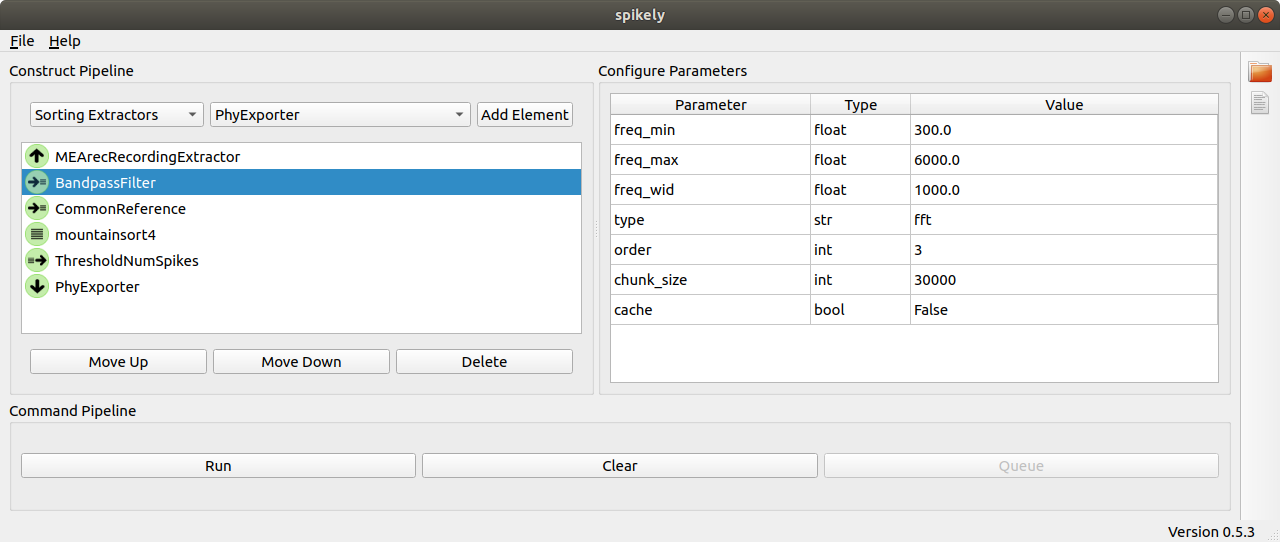 spikely
File Help
Construct Pipeline
Sorting Extractors PhyExporter Add Element
MEArecRecordingExtractor
BandpassFilter
CommonReference
mountainsort4
ThresholdNumSpikes
PhyExporter
Move Up Move Down Delete
Configure Parameters
Parameter Type Value
freq_min float 300.0
freq_max float 6000.0
freq_wid float 1000.0
type str fft
order int 3
chunk_size int 30000
cache bool False
Command Pipeline
Run Clear Queue
Version 0.5.3